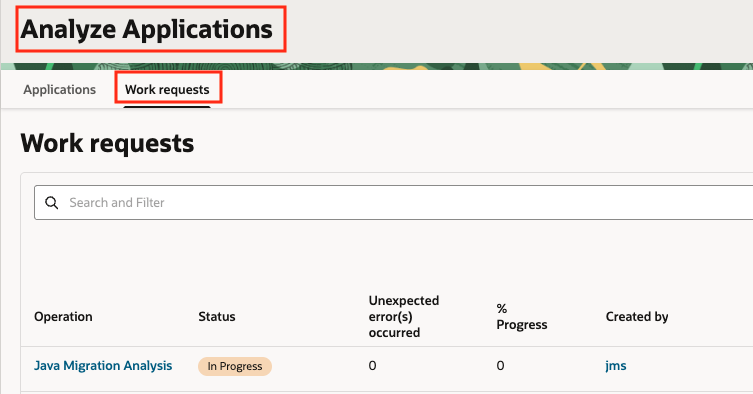 Analyze Applications
Applications Work requests
Work requests
Search and Filter
Operation Status Unexpected error(s) occurred % Progress Created by
Java Migration Analysis In Progress 0 0 jms